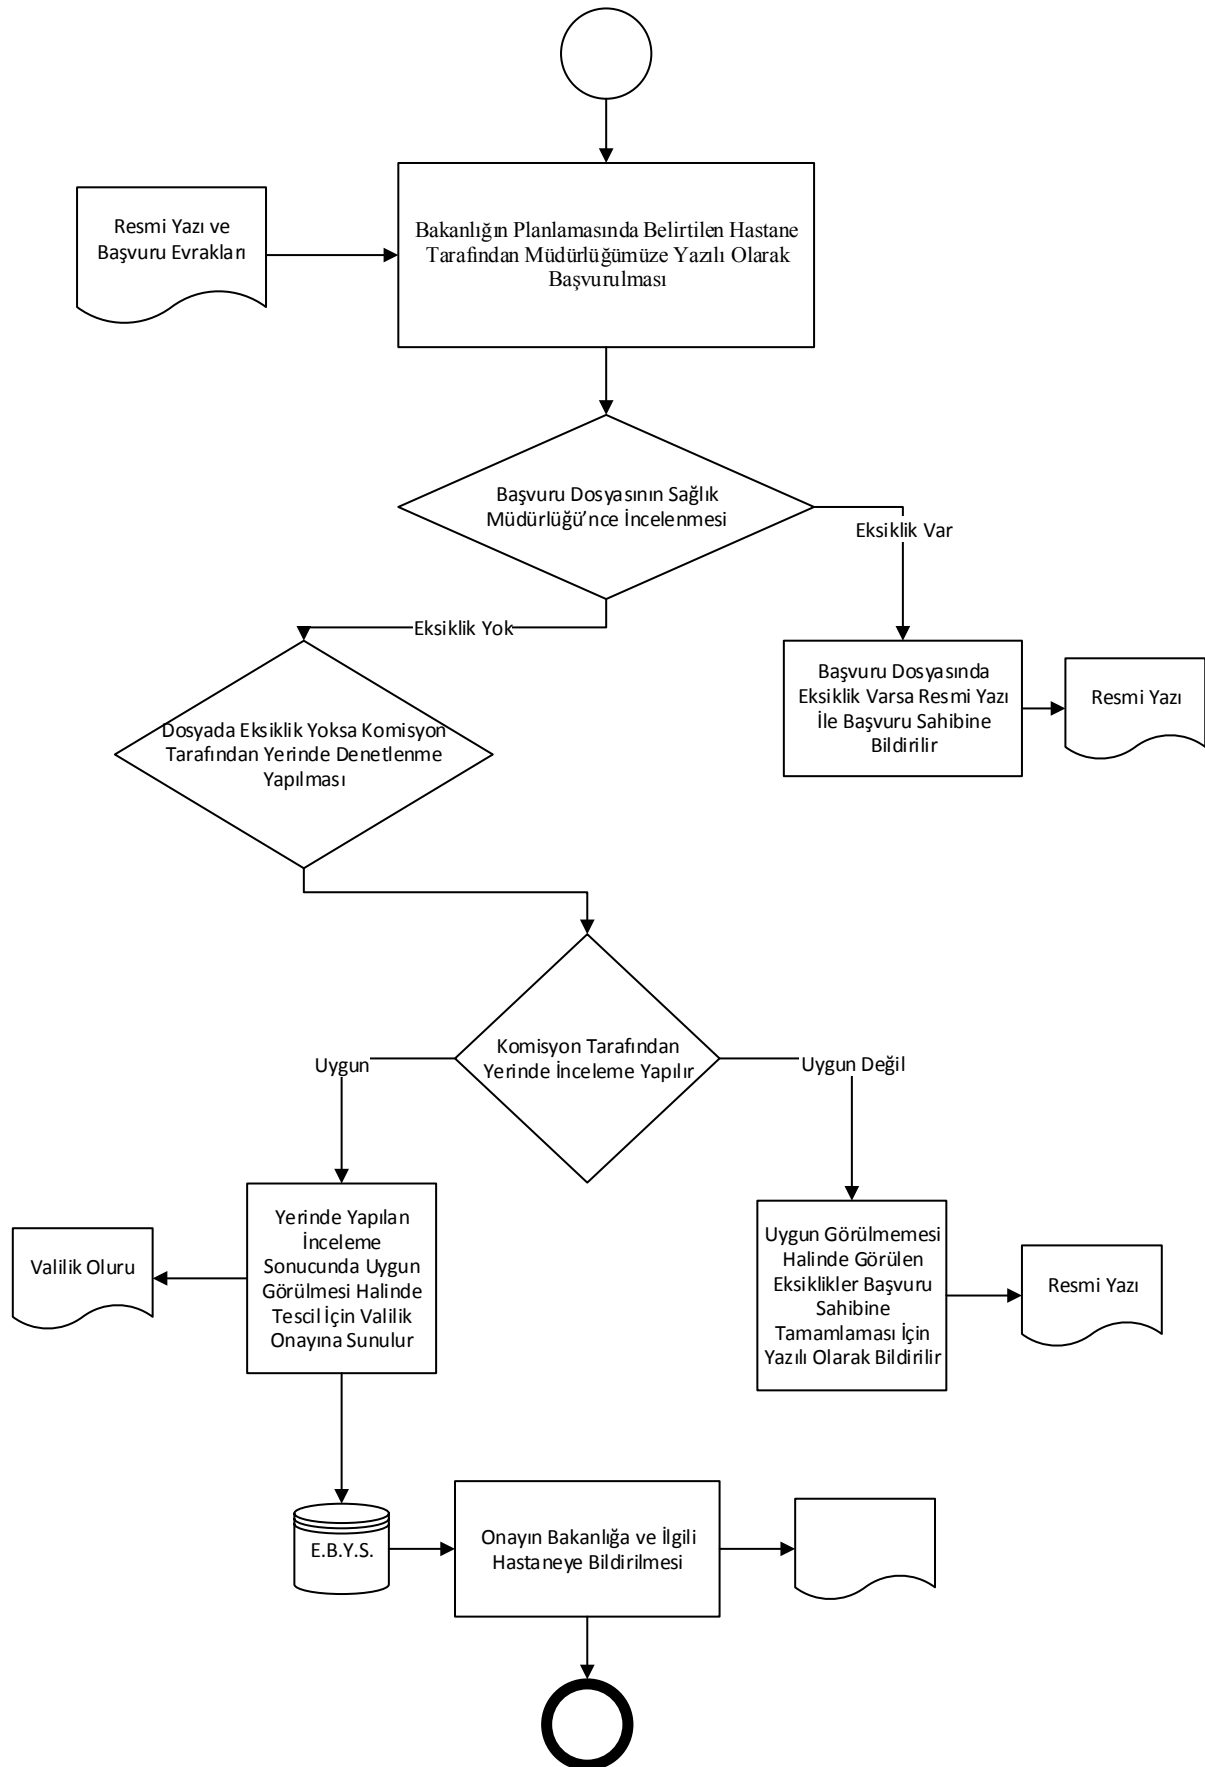 Resmi Yazı ve
Başvuru Evrakları
Bakanlığın Planlamasında Belirtilen Hastane
Tarafından Müdürlüğümüze Yazılı Olarak
Başvurulması
Başvuru Dosyasının Sağlık
Müdürlüğü’nce İncelenmesi
Eksiklik Var
Eksiklik Yok
Başvuru Dosyasında
Eksiklik Varsa Resmi Yazı
İle Başvuru Sahibine
Bildirilir
Resmi Yazı
Dosyada Eksiklik Yoksa Komisyon
Tarafından Yerinde Denetlenme
Yapılması
Komisyon Tarafından
Yerinde İnceleme Yapılır
Uygun
Uygun Değil
Yerinde Yapılan
İnceleme
Sonucunda Uygun
Görülmesi Halinde
Tescil İçin Valilik
Onayına Sunulur
Valilik Oluru
Uygun Görülmemesi
Halinde Görülen
Eksiklikler Başvuru
Sahibine
Tamamlaması İçin
Yazılı Olarak Bildirilir
Resmi Yazı
E.B.Y.S.
Onayın Bakanlığa ve İlgili
Hastaneye Bildirilmesi